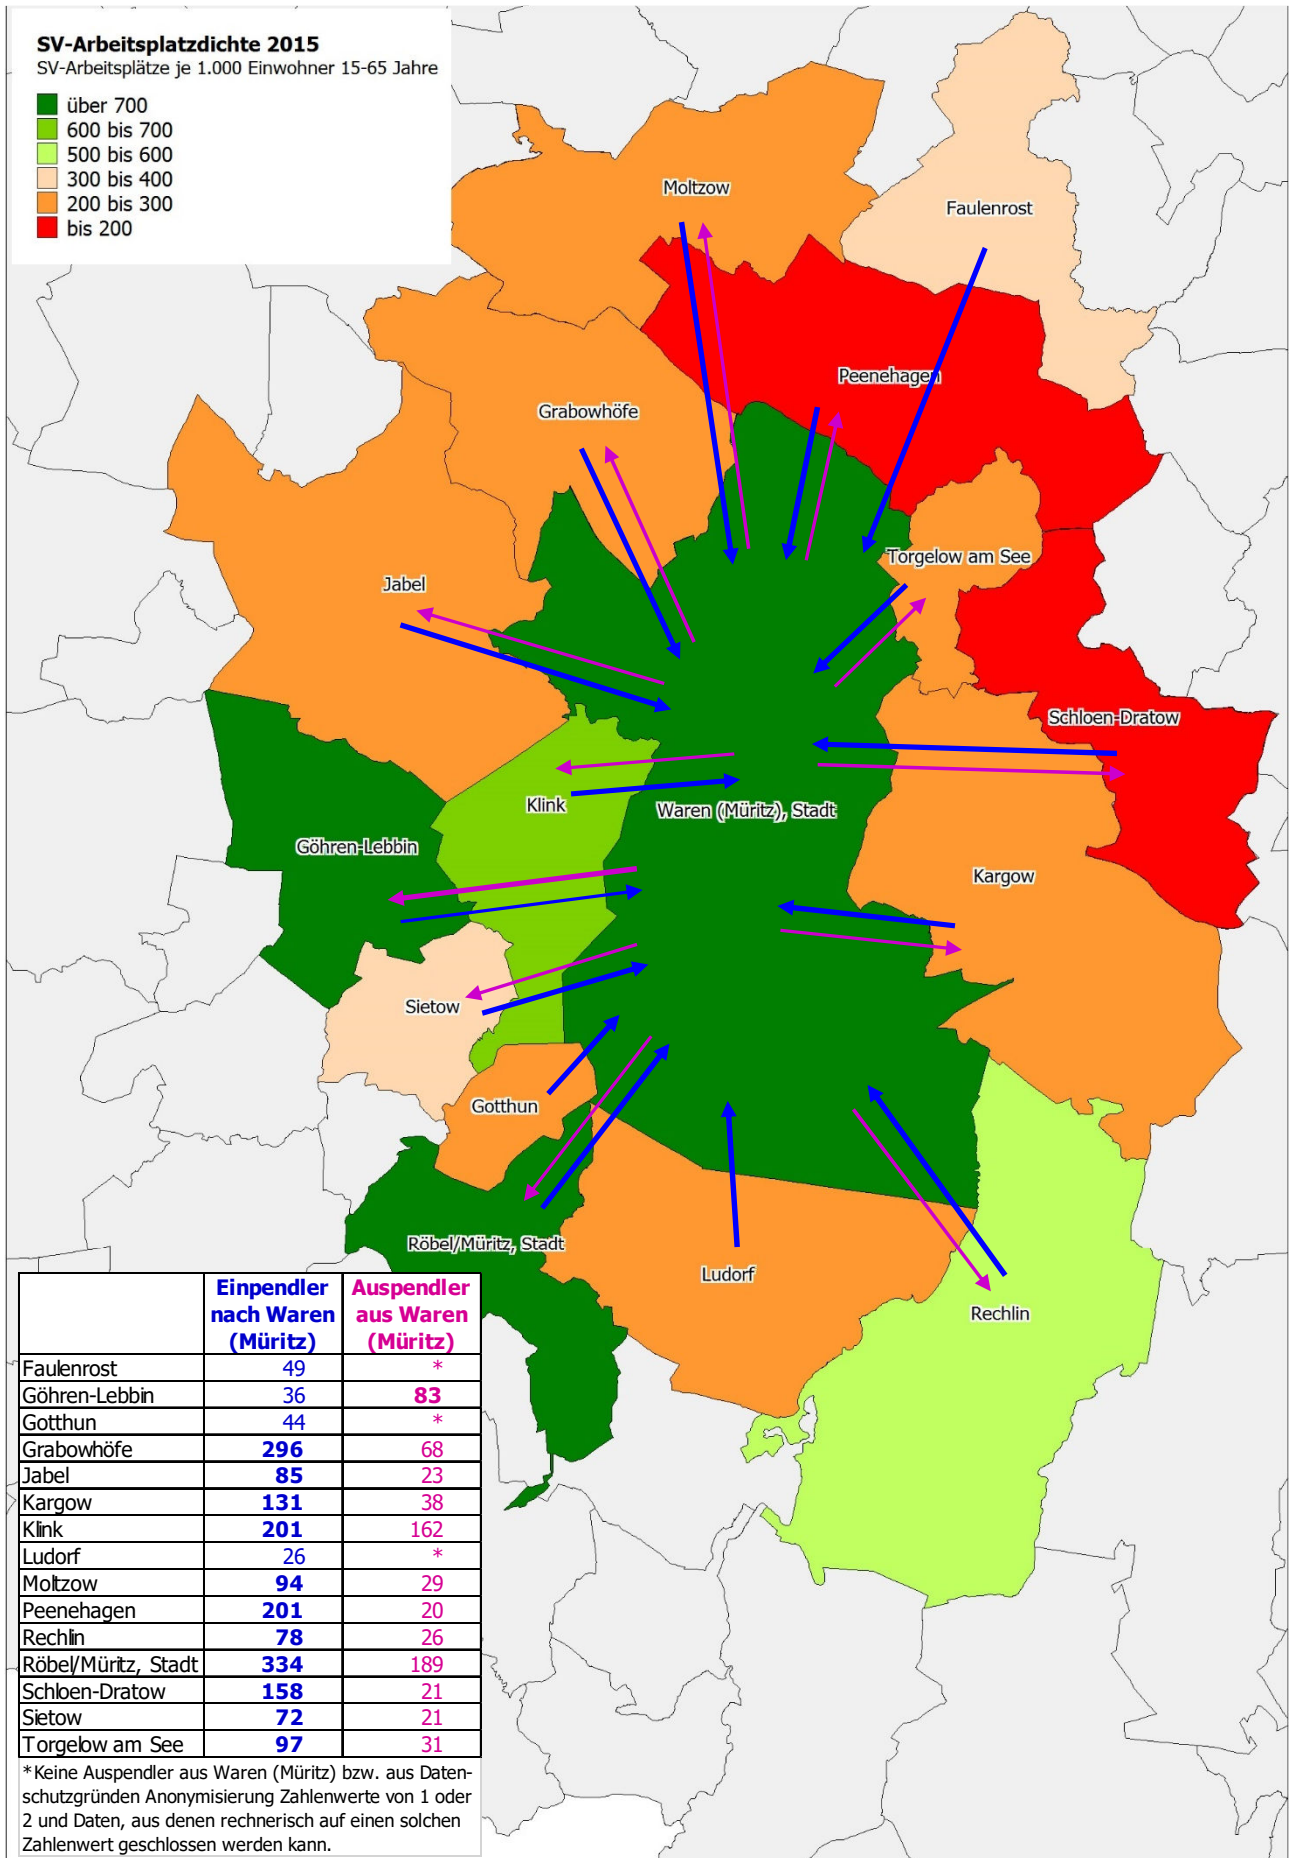 SV-Arbeitsplatzdichte 2015
SV-Arbeitsplätze je 1.000 Einwohner 15-65 Jahre
über 700
600 bis 700
500 bis 600
300 bis 400
200 bis 300
bis 200
Moltzow
Faulenrost
Peenehagen
Grabowhöfe
Torgelow am See
Jabel
Schloen-Dratow
Klink
Waren (Müritz), Stadt
Göhren-Lebbin
Kargow
Sietow
Gotthun
Röbel/Müritz, Stadt
Ludorf
Rechlin
Einpendler nach Waren (Müritz) Auspendler aus Waren (Müritz)
Faulenrost 49 *
Göhren-Lebbin 36 83
Gotthun 44 *
Grabowhöfe 296 68
Jabel 85 23
Kargow 131 38
Klink 201 162
Ludorf 26 *
Moltzow 94 29
Peenehagen 201 20
Rechlin 78 26
Röbel/Müritz, Stadt 334 189
Schloen-Dratow 158 21
Sietow 72 21
Torgelow am See 97 31
*Keine Auspendler aus Waren (Müritz) bzw. aus Daten-
schutzgründen Anonymisierung Zahlenwerte von 1 oder
2 und Daten, aus denen rechnerisch auf einen solchen
Zahlenwert geschlossen werden kann.